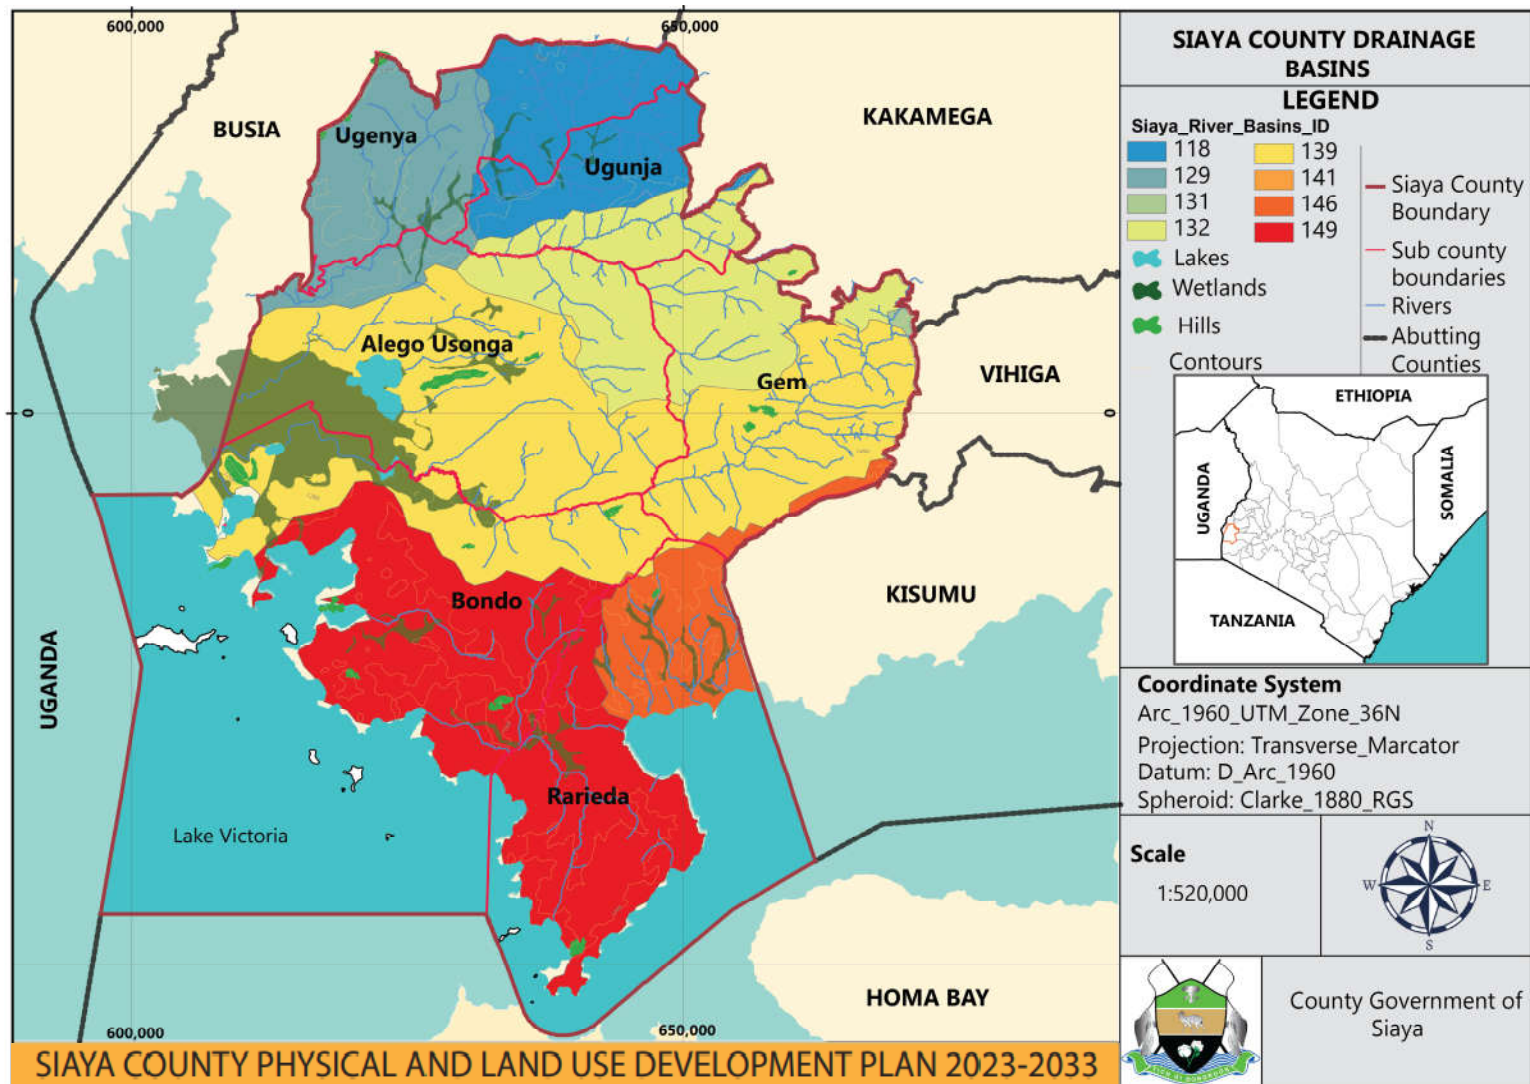 600,000
650,000
BUSIA
Ugenya
Ugunja
KAKAMEGA
Alego Usonga
Gem
VIHIGA
0
0
Bondo
KISUMU
UGANDA
Rarieda
Lake Victoria
HOMA BAY
600,000
650,000
SIAYA COUNTY PHYSICAL AND LAND USE DEVELOPMENT PLAN 2023-2033
SIAYA COUNTY DRAINAGE
BASINS
LEGEND
Siaya_River_Basins_ID
118
129
131
132
139
141
146
149
Lakes
Wetlands
Hills
Contours
Siaya County
Boundary
Sub county
boundaries
Rivers
Abutting
Counties
ETHIOPIA
UGANDA
SOMALIA
TANZANIA
Coordinate System
Arc_1960_UTM_Zone_36N
Projection: Transverse_Marcator
Datum: D_Arc_1960
Spheroid: Clarke_1880_RGS
Scale
1:520,000
N
W
E
S
County Government of
Siaya